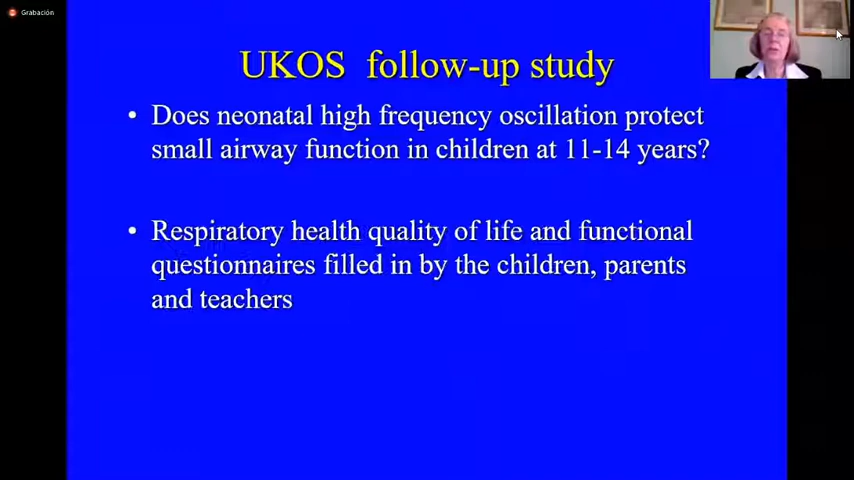 Grabación
UKOS follow-up study
• Does neonatal high frequency oscillation protect
small airway function in children at 11-14 years?
• Respiratory health quality of life and functional
questionnaires filled in by the children, parents
and teachers